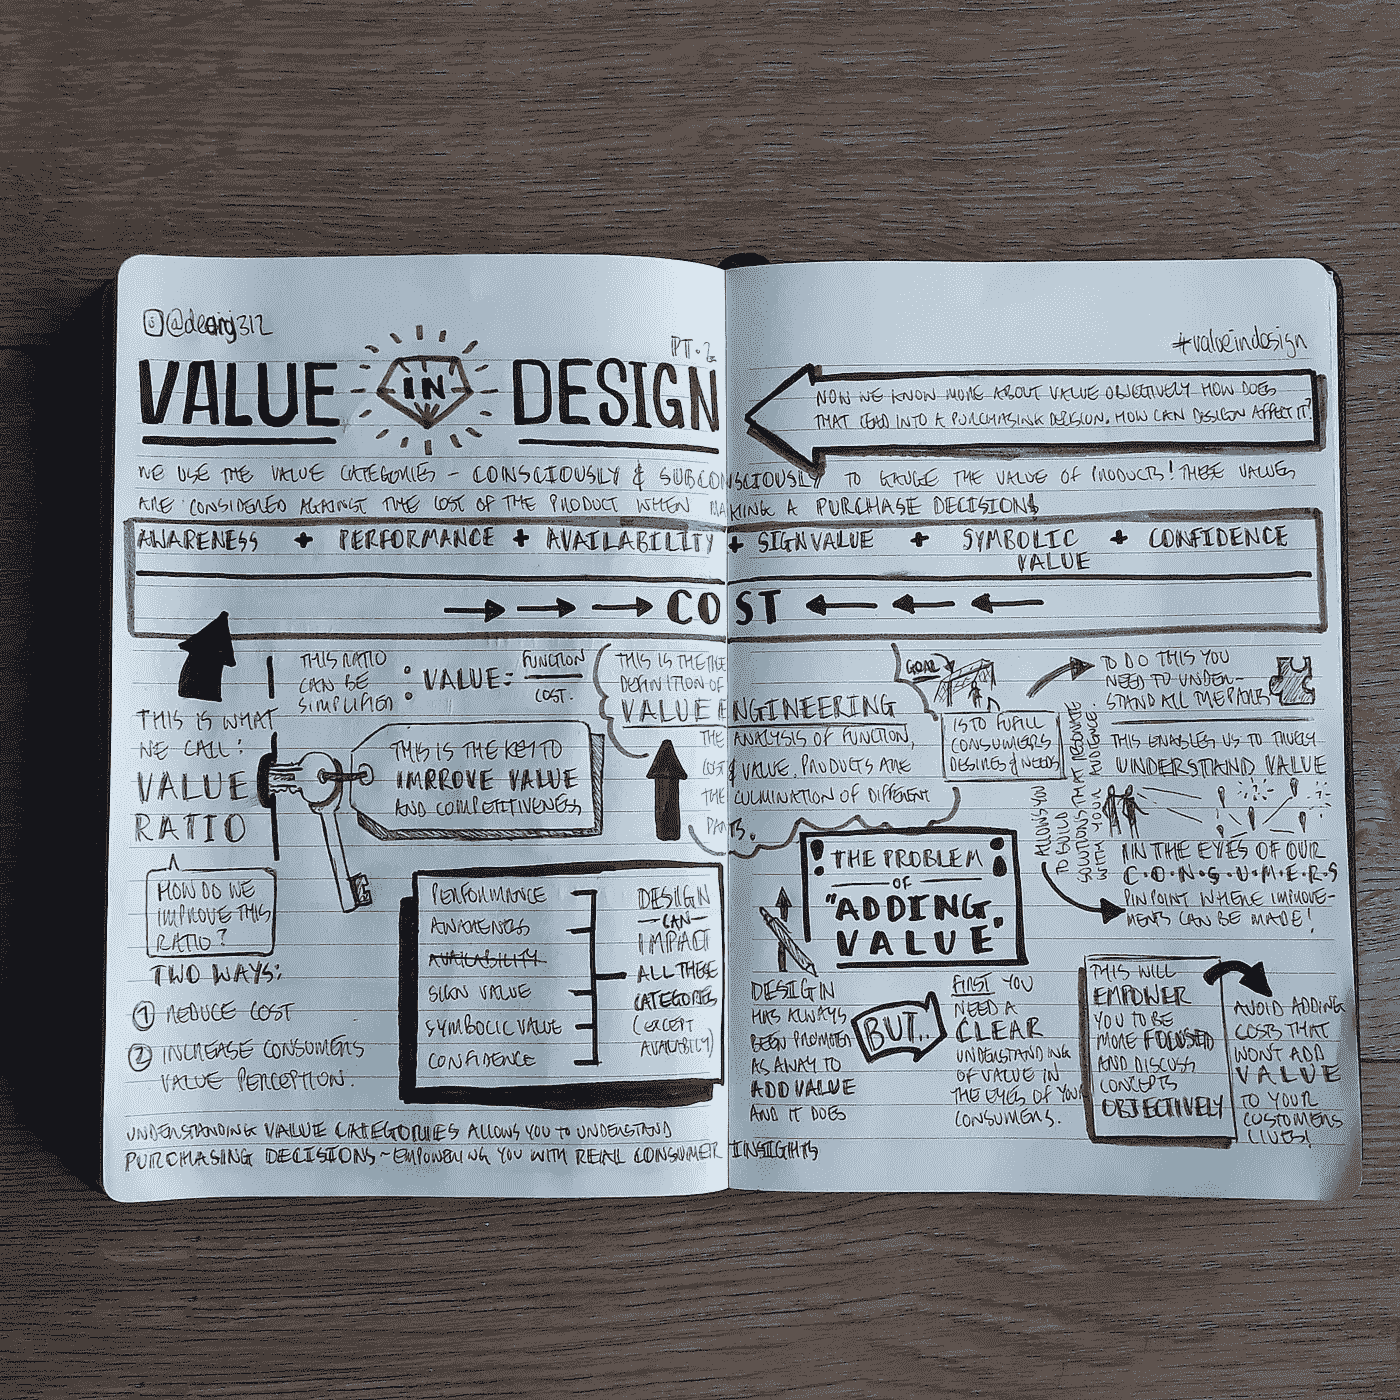 @dearnj312
PT. 2
#valueindesign
VALUE IN DESIGN
NOW WE KNOW MORE ABOUT VALUE OBJECTIVELY HOW DOES
THAT LEAD INTO A PURCHASING DECISION. HOW CAN DESIGN AFFECT IT?
WE USE THE VALUE CATEGORIES - CONSCIOUSLY & SUBCONSCIOUSLY TO GAUGE THE VALUE OF PRODUCTS! THESE VALUES
ARE CONSIDERED AGAINST THE COST OF THE PRODUCT WHEN MAKING A PURCHASE DECISION
AWARENESS + PERFORMANCE + AVAILABILITY + SIGN VALUE + SYMBOLIC VALUE + CONFIDENCE
COST
THIS IS WHAT
WE CALL:
VALUE
RATIO
HOW DO WE
IMPROVE THIS
RATIO?
TWO WAYS:
1 REDUCE COST
2 INCREASE CONSUMERS
VALUE PERCEPTION.
THIS RATIO
CAN BE
SIMPLIFIED
: VALUE = FUNCTION
COST.
THIS IS THE KEY TO
IMPROVE VALUE
AND COMPETITIVENESS
PERFORMANCE
AWARENESS
AVAILABILITY
SIGN VALUE
SYMBOLIC VALUE
CONFIDENCE
DESIGN
CAN
IMPACT
ALL THESE
CATEGORIES
(EXCEPT
AVAILABILITY)
THIS IS THE
DEFINITION OF
VALUE ENGINEERING
THE ANALYSIS OF FUNCTION,
COST & VALUE. PRODUCTS ARE
THE CULMINATION OF DIFFERENT
PARTS.
GOAL
IS TO FUFILL
CONSUMERS
DESIRES & NEEDS
TO DO THIS YOU
NEED TO UNDER-
STAND ALL THE PARTS
THIS ENABLES US TO TRUELY
UNDERSTAND VALUE
IN THE EYES OF OUR
C·O·N·S·U·M·E·R·S
PINPOINT WHERE IMPROVE-
MENTS CAN BE MADE!
ALLOWS YOU
TO BUILD
SOLUTIONS THAT RESONATE
WITH YOUR AUDIENCE.
! THE PROBLEM !
OF
"ADDING
VALUE"
DESIGN
HAS ALWAYS
BEEN PROMOTED
AS A WAY TO
ADD VALUE
AND IT DOES
BUT..
FIRST YOU
NEED A
CLEAR
UNDERSTANDING
OF VALUE IN
THE EYES OF YOUR
CONSUMERS.
THIS WILL
EMPOWER
YOU TO BE
MORE FOCUSED
AND DISCUSS
CONCEPTS
OBJECTIVELY
AVOID ADDING
COSTS THAT
WONT ADD
VALUE
TO YOUR
CUSTOMERS
LIVES!
UNDERSTANDING VALUE CATEGORIES ALLOWS YOU TO UNDERSTAND
PURCHASING DECISIONS ~ EMPOWERING YOU WITH REAL CONSUMER INSIGHTS